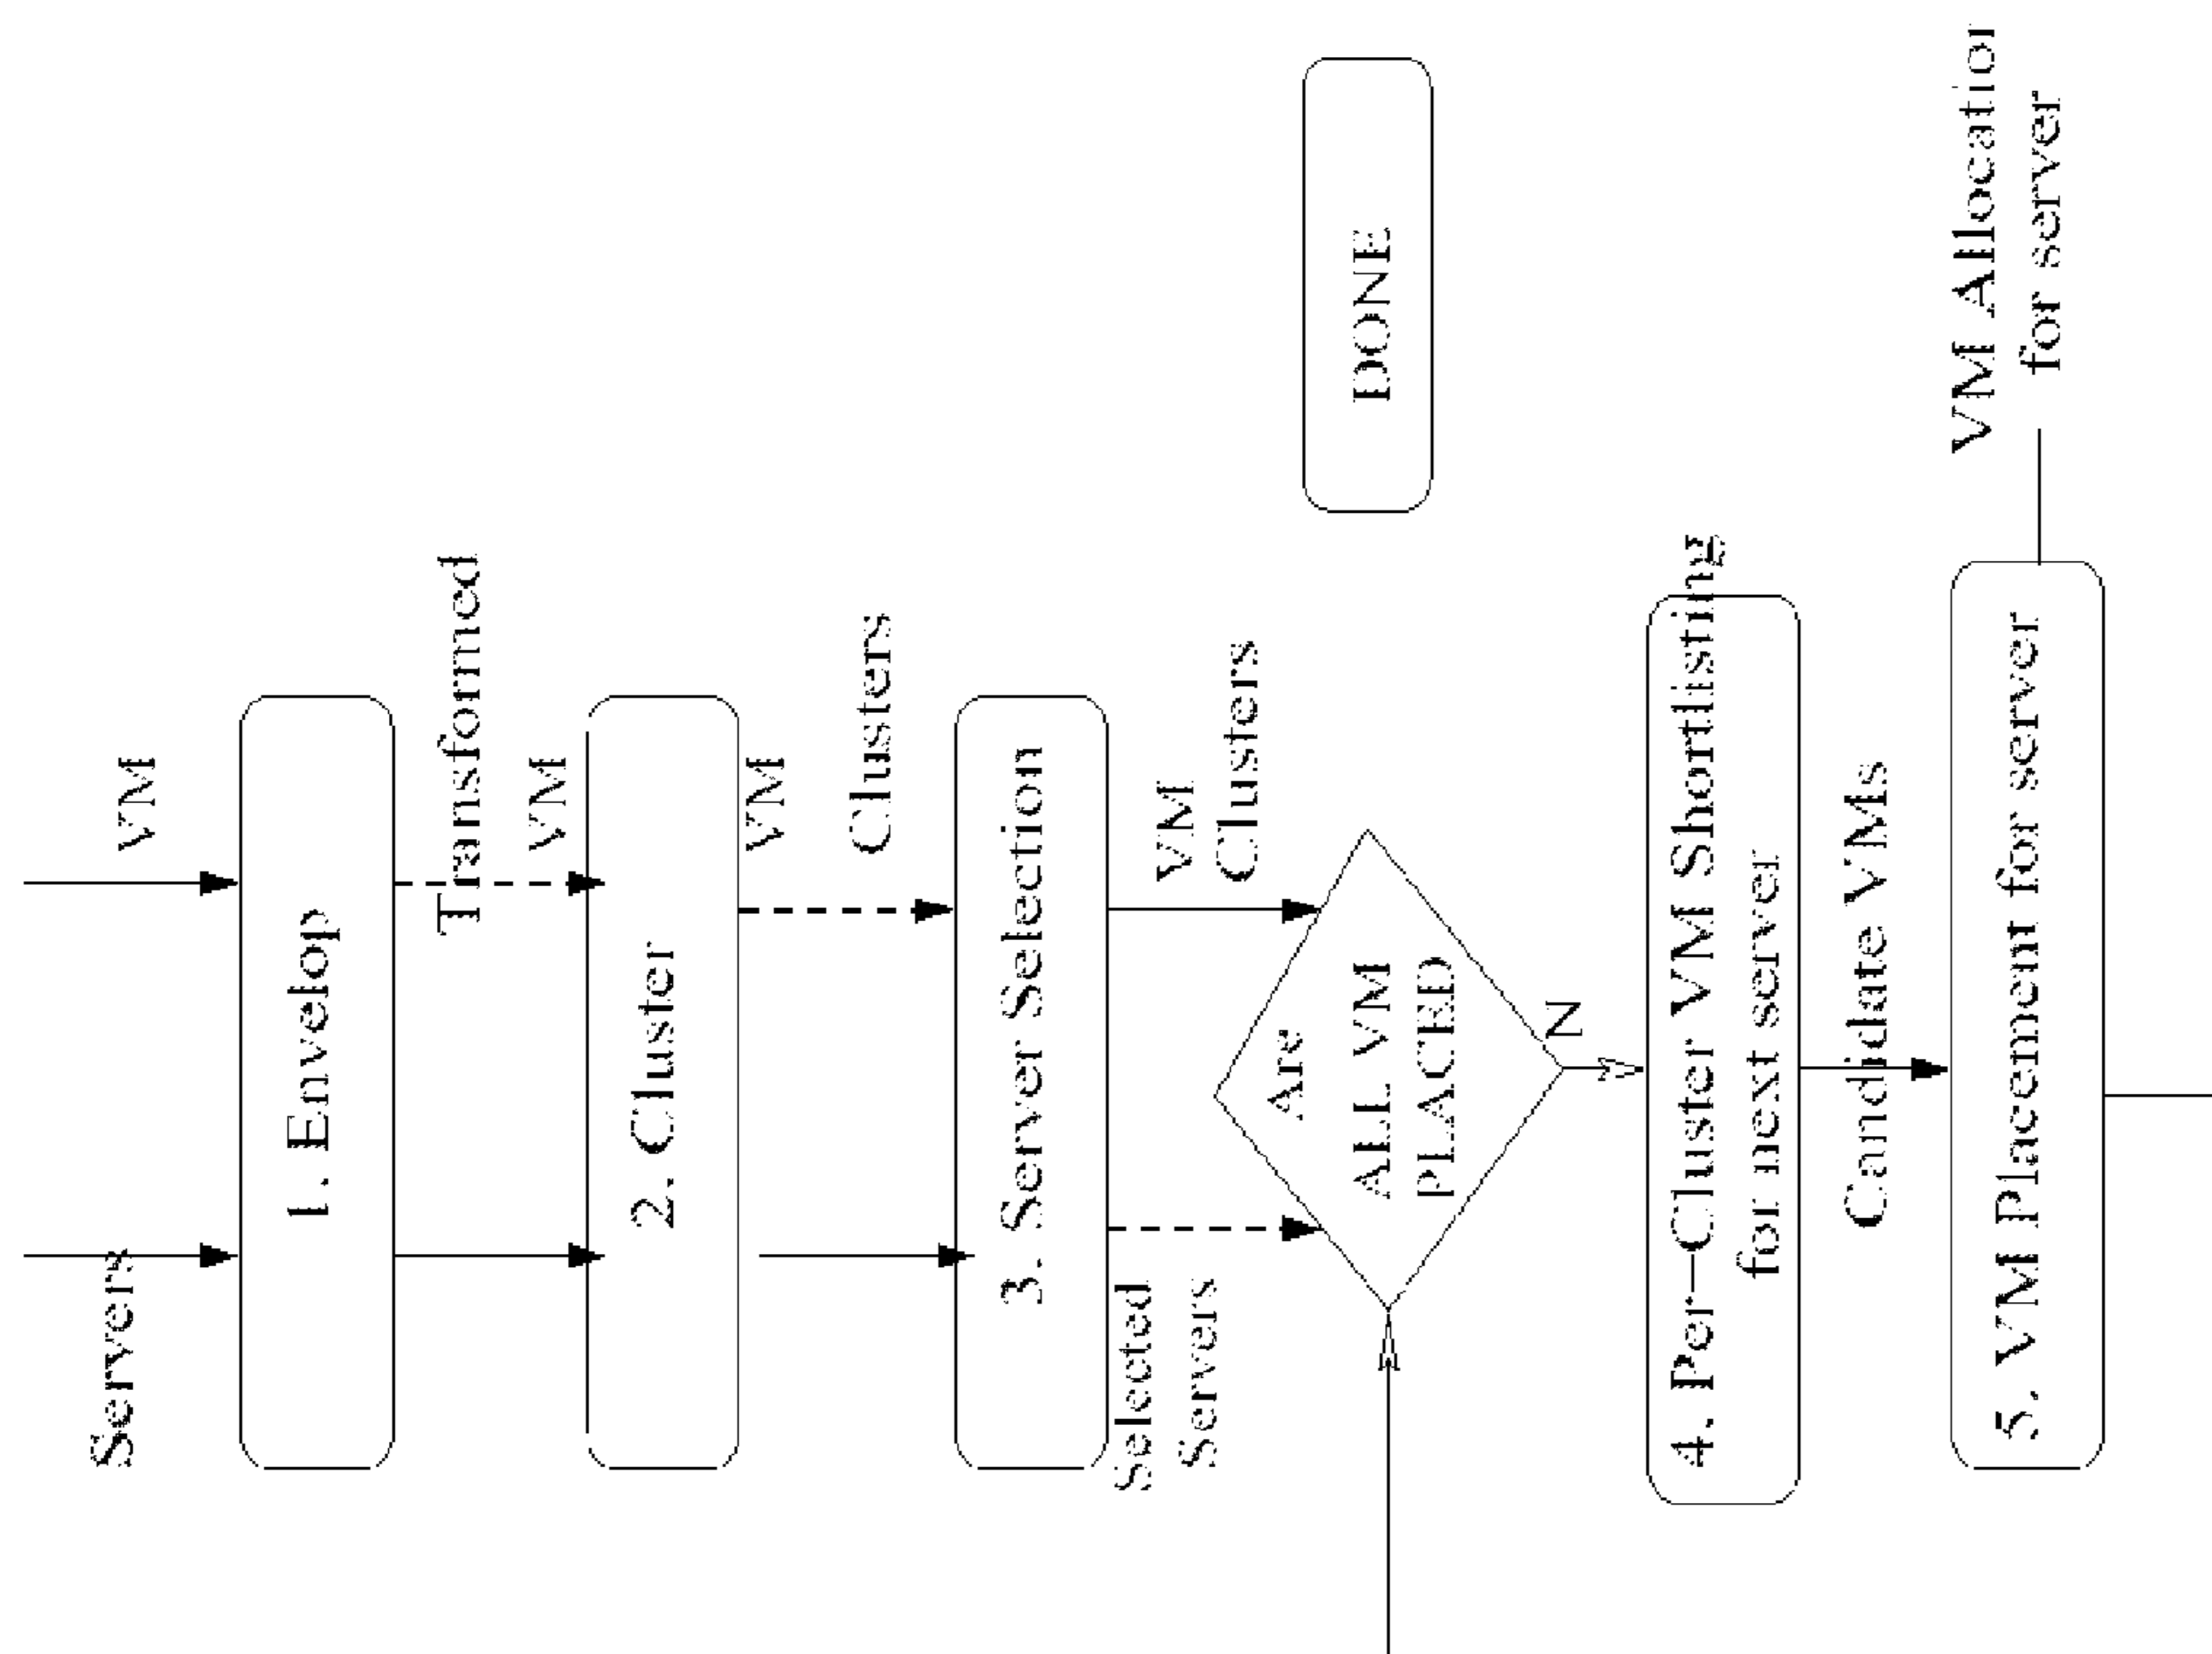 Servers
VM
1. Envelop
Transformed
VM
2. Cluster
VM
Clusters
3. Server Selection
Selected
Servers
VM
Clusters
Are
ALL VM
PLACED
N
DONE
4. Per-Cluster VM Shortlisting
for next server
Candidate VMs
5. VM Placement for server
VM Allocation
for server